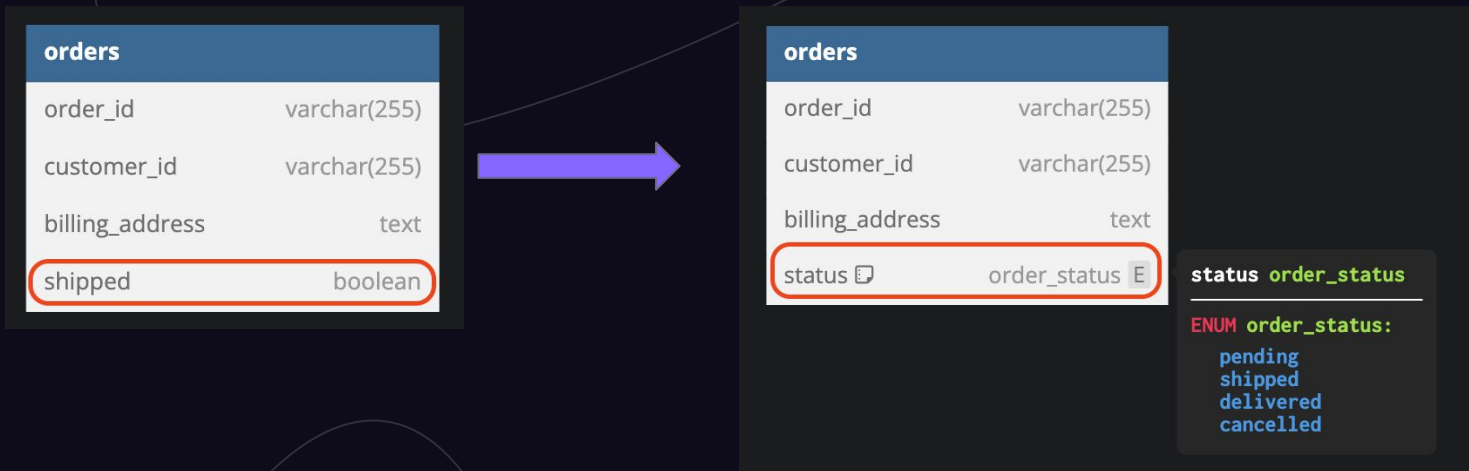 orders
order_id varchar(255)
customer_id varchar(255)
billing_address text
shipped boolean
orders
order_id varchar(255)
customer_id varchar(255)
billing_address text
status order_status E
status order_status
ENUM order_status:
pending
shipped
delivered
cancelled